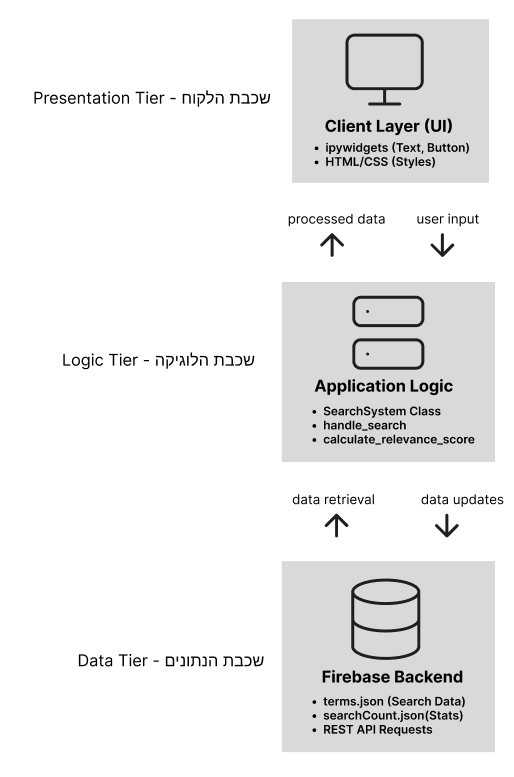 Presentation Tier - שכבת הלקוח
Client Layer (UI)
• ipywidgets (Text, Button)
• HTML/CSS (Styles)
processed data
user input
Logic Tier - שכבת הלוגיקה
Application Logic
• SearchSystem Class
• handle_search
• calculate_relevance_score
data retrieval
data updates
Data Tier - שכבת הנתונים
Firebase Backend
• terms.json (Search Data)
• searchCount.json(Stats)
• REST API Requests